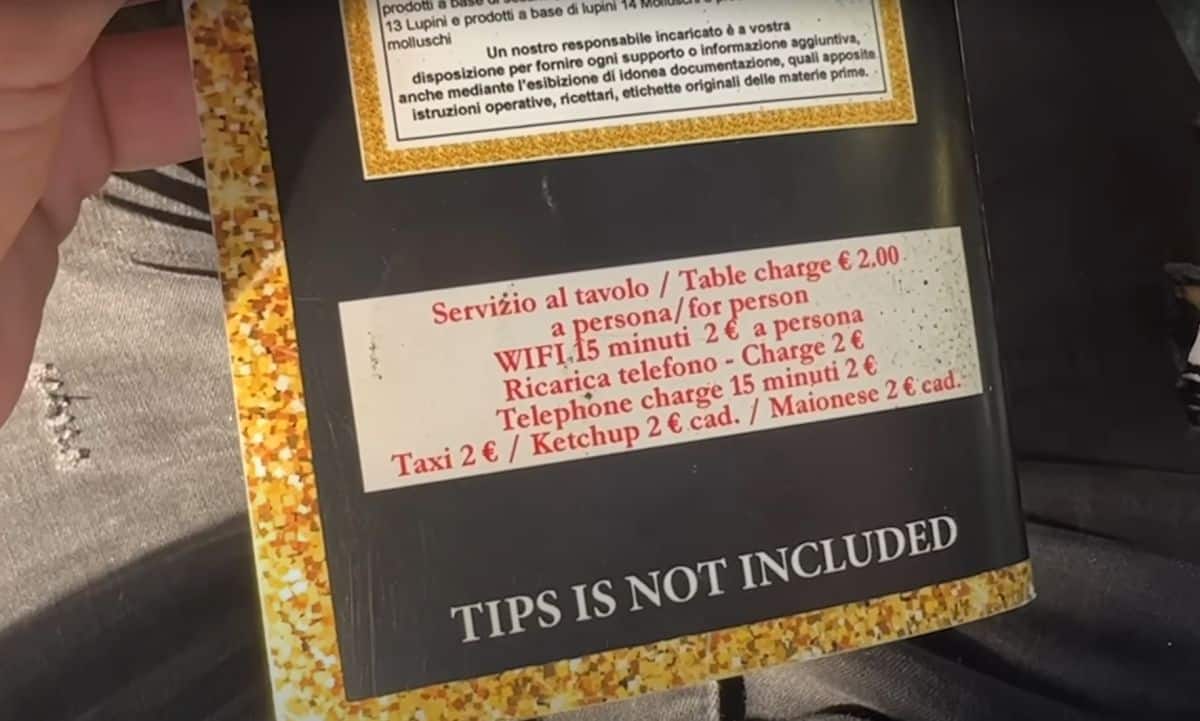 prodotti a base di
13 Lupini e prodotti a base di lupini 14 Molluschi e
molluschi
Un nostro responsabile incaricato è a vostra
disposizione per fornire ogni supporto o informazione aggiuntiva,
anche mediante l'esibizione di idonea documentazione, quali apposite
istruzioni operative, ricettari, etichette originali delle materie prime.
Servizio al tavolo / Table charge € 2,00
a persona/for person
WIFI 15 minuti 2 € a persona
Ricarica telefono - Charge 2 €
Telephone charge 15 minuti 2 €
Taxi 2 € / Ketchup 2 € cad. / Maionese 2 € cad.
TIPS IS NOT INCLUDED